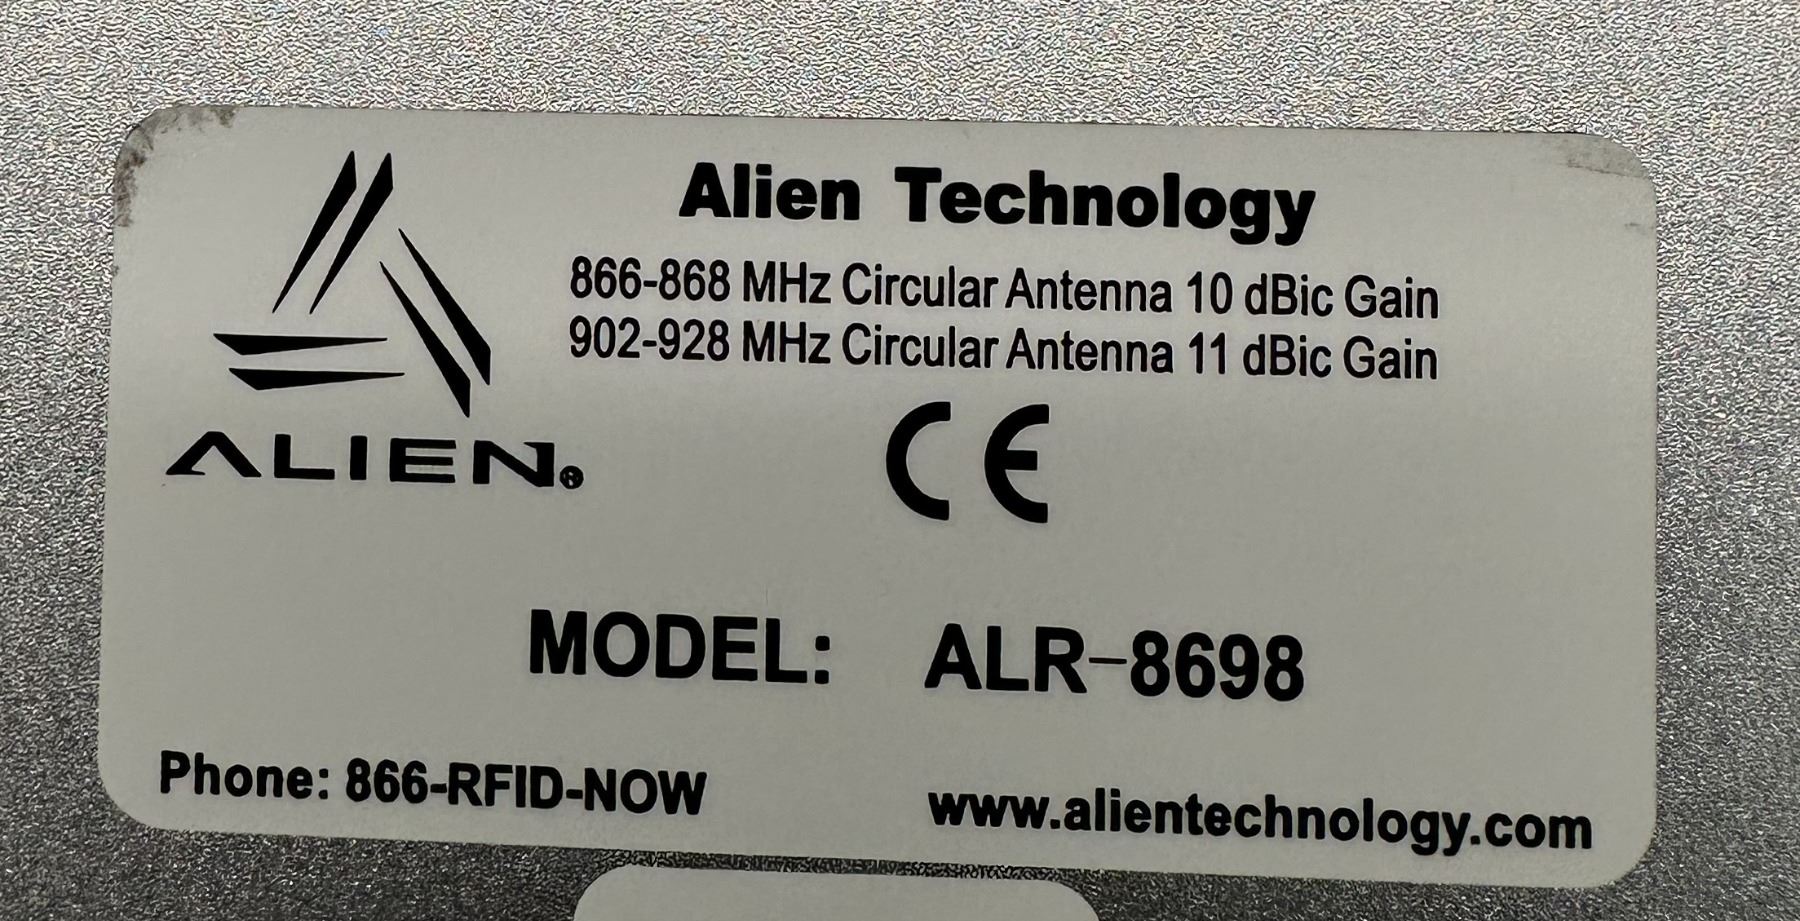 Alien Technology
866-868 MHz Circular Antenna 10 dBic Gain
902-928 MHz Circular Antenna 11 dBic Gain
ALIEN®
CE
MODEL: ALR-8698
Phone: 866-RFID-NOW
www.alientechnology.com